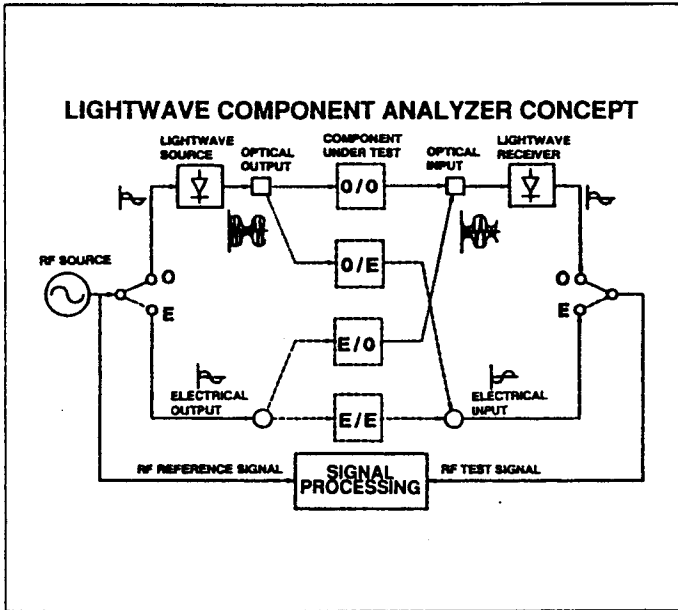 LIGHTWAVE COMPONENT ANALYZER CONCEPT
LIGHTWAVE
SOURCE
OPTICAL
OUTPUT
COMPONENT
UNDER TEST
OPTICAL
INPUT
LIGHTWAVE
RECEIVER
O/O
RF SOURCE
O
E
O/E
O
E
E/O
ELECTRICAL
OUTPUT
E/E
ELECTRICAL
INPUT
RF REFERENCE SIGNAL
SIGNAL
PROCESSING
RF TEST SIGNAL